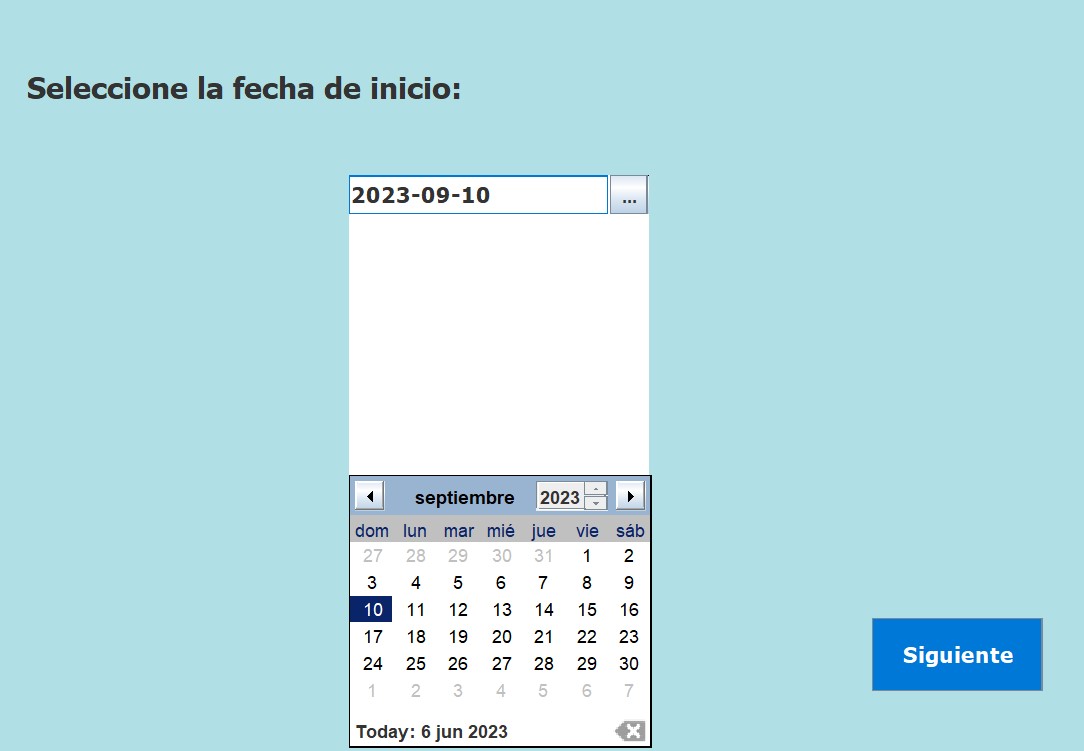 Seleccione la fecha de inicio:
2023-09-10 ...
septiembre 2023
dom lun mar mié jue vie sáb
27 28 29 30 31 1 2
3 4 5 6 7 8 9
10 11 12 13 14 15 16
17 18 19 20 21 22 23
24 25 26 27 28 29 30
1 2 3 4 5 6 7
Today: 6 jun 2023
Siguiente